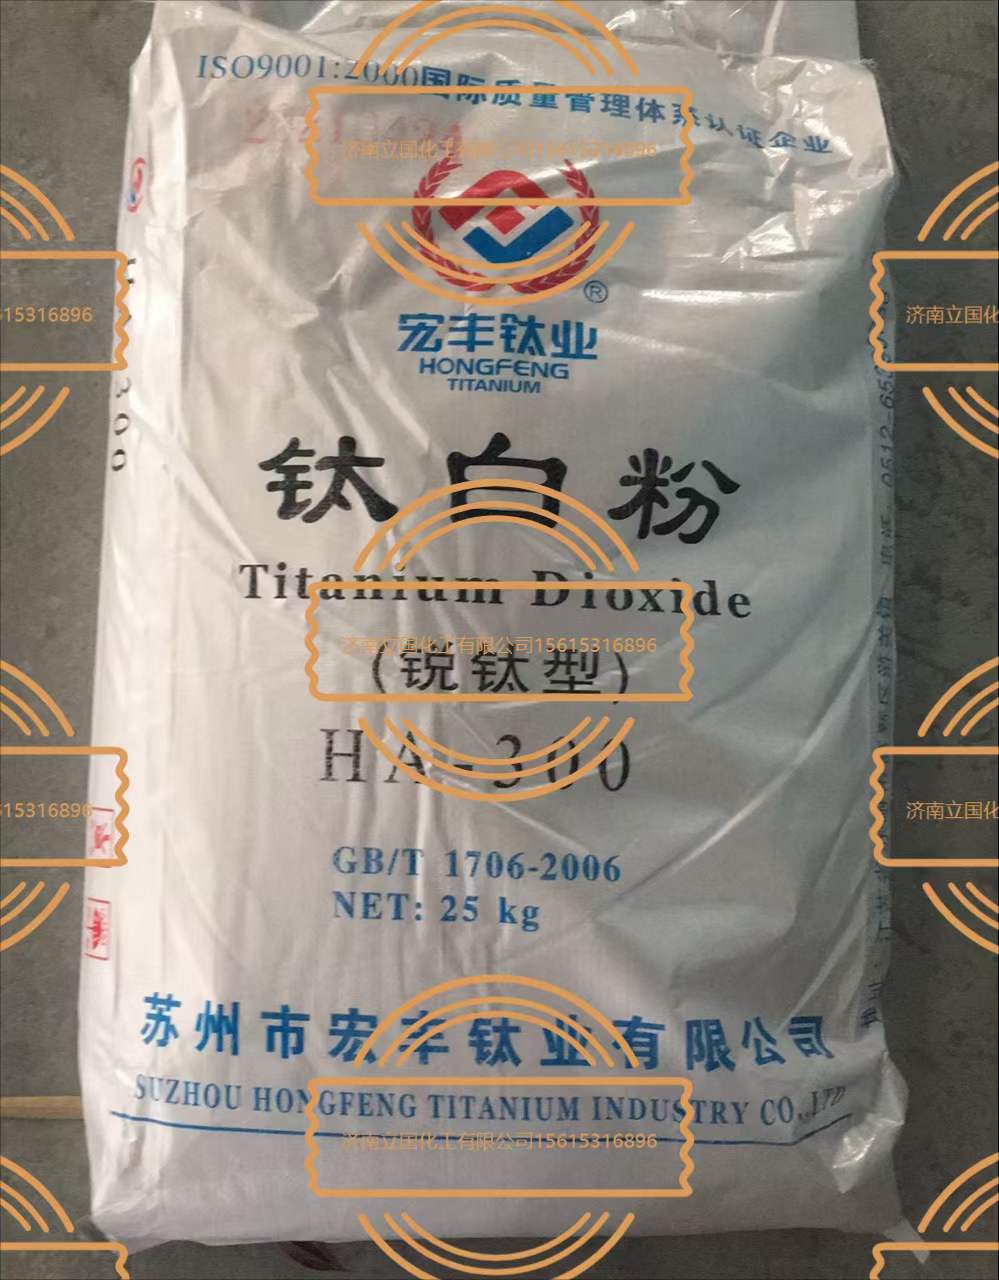 ISO9001:2000国际质量管理体系认证企业
济南立国化工有限公司15615316896
®
宏丰钛业
HONGFENG
TITANIUM
钛白粉
Titanium Dioxide
济南立国化工有限公司15615316896
(锐钛型)
HA-300
GB/T 1706-2006
NET: 25 kg
苏州市宏丰钛业有限公司
SUZHOU HONGFENG TITANIUM INDUSTRY CO.,LTD
济南立国化工有限公司15615316896
15316896
济南立国化
300
15316896
济南立国化